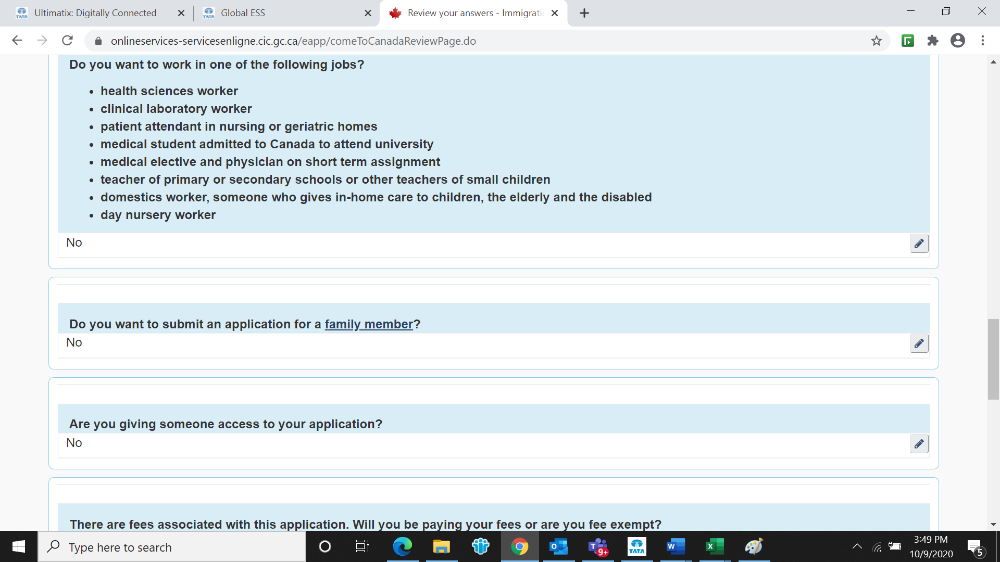 Ultimatix: Digitally Connected
Global ESS
Review your answers - Immigrati
onlineservices-servicesenligne.cic.gc.ca/eapp/comeToCanadaReviewPage.do
Do you want to work in one of the following jobs?
• health sciences worker
• clinical laboratory worker
• patient attendant in nursing or geriatric homes
• medical student admitted to Canada to attend university
• medical elective and physician on short term assignment
• teacher of primary or secondary schools or other teachers of small children
• domestics worker, someone who gives in-home care to children, the elderly and the disabled
• day nursery worker
No
Do you want to submit an application for a family member?
No
Are you giving someone access to your application?
No
There are fees associated with this application. Will you be paying your fees or are you fee exempt?
Type here to search
9+
TATA
3:49 PM
10/9/2020
5